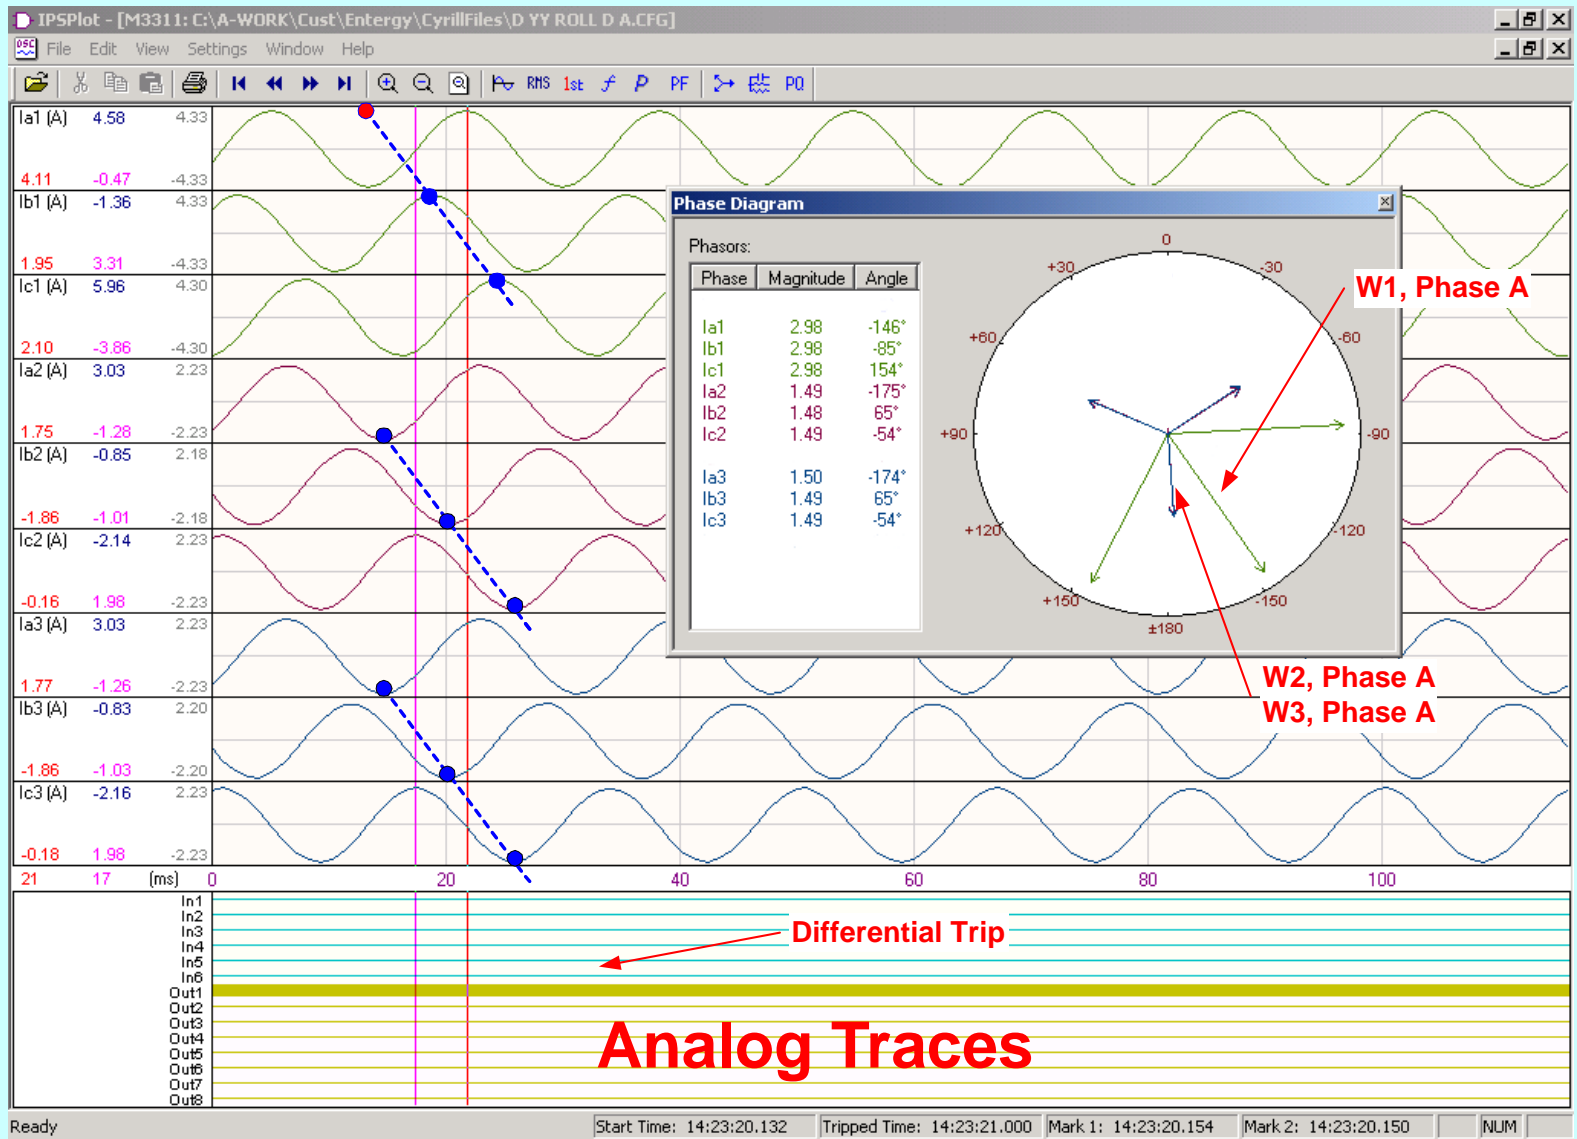 IPSPlot - [M3311: C:\A-WORK\Cust\Entergy\CyrillFiles\D YY ROLL D A.CFG]
File Edit View Settings Window Help
RMS 1st f P PF PQ
Ia1 (A) 4.58 4.33
4.11 -0.47 -4.33
Ib1 (A) -1.36 4.33
1.95 3.31 -4.33
Ic1 (A) 5.96 4.30
2.10 -3.86 -4.30
Ia2 (A) 3.03 2.23
1.75 -1.28 -2.23
Ib2 (A) -0.85 2.18
-1.86 -1.01 -2.18
Ic2 (A) -2.14 2.23
-0.16 1.98 -2.23
Ia3 (A) 3.03 2.23
1.77 -1.26 -2.23
Ib3 (A) -0.83 2.20
-1.86 -1.03 -2.20
Ic3 (A) -2.16 2.23
-0.18 1.98 -2.23
21 17 (ms) 0 20 40 60 80 100
Phase Diagram
Phasors:
Phase Magnitude Angle
Ia1 2.98 -146°
Ib1 2.98 -85°
Ic1 2.98 154°
Ia2 1.49 -175°
Ib2 1.48 65°
Ic2 1.49 -54°
Ia3 1.50 -174°
Ib3 1.49 65°
Ic3 1.49 -54°
0
+30 -30
+60 -60
+90 -90
+120 -120
+150 -150
±180
W1, Phase A
W2, Phase A
W3, Phase A
In1
In2
In3
In4
In5
In6
Out1
Out2
Out3
Out4
Out5
Out6
Out7
Out8
Differential Trip
Analog Traces
Ready Start Time: 14:23:20.132 Tripped Time: 14:23:21.000 Mark 1: 14:23:20.154 Mark 2: 14:23:20.150 NUM